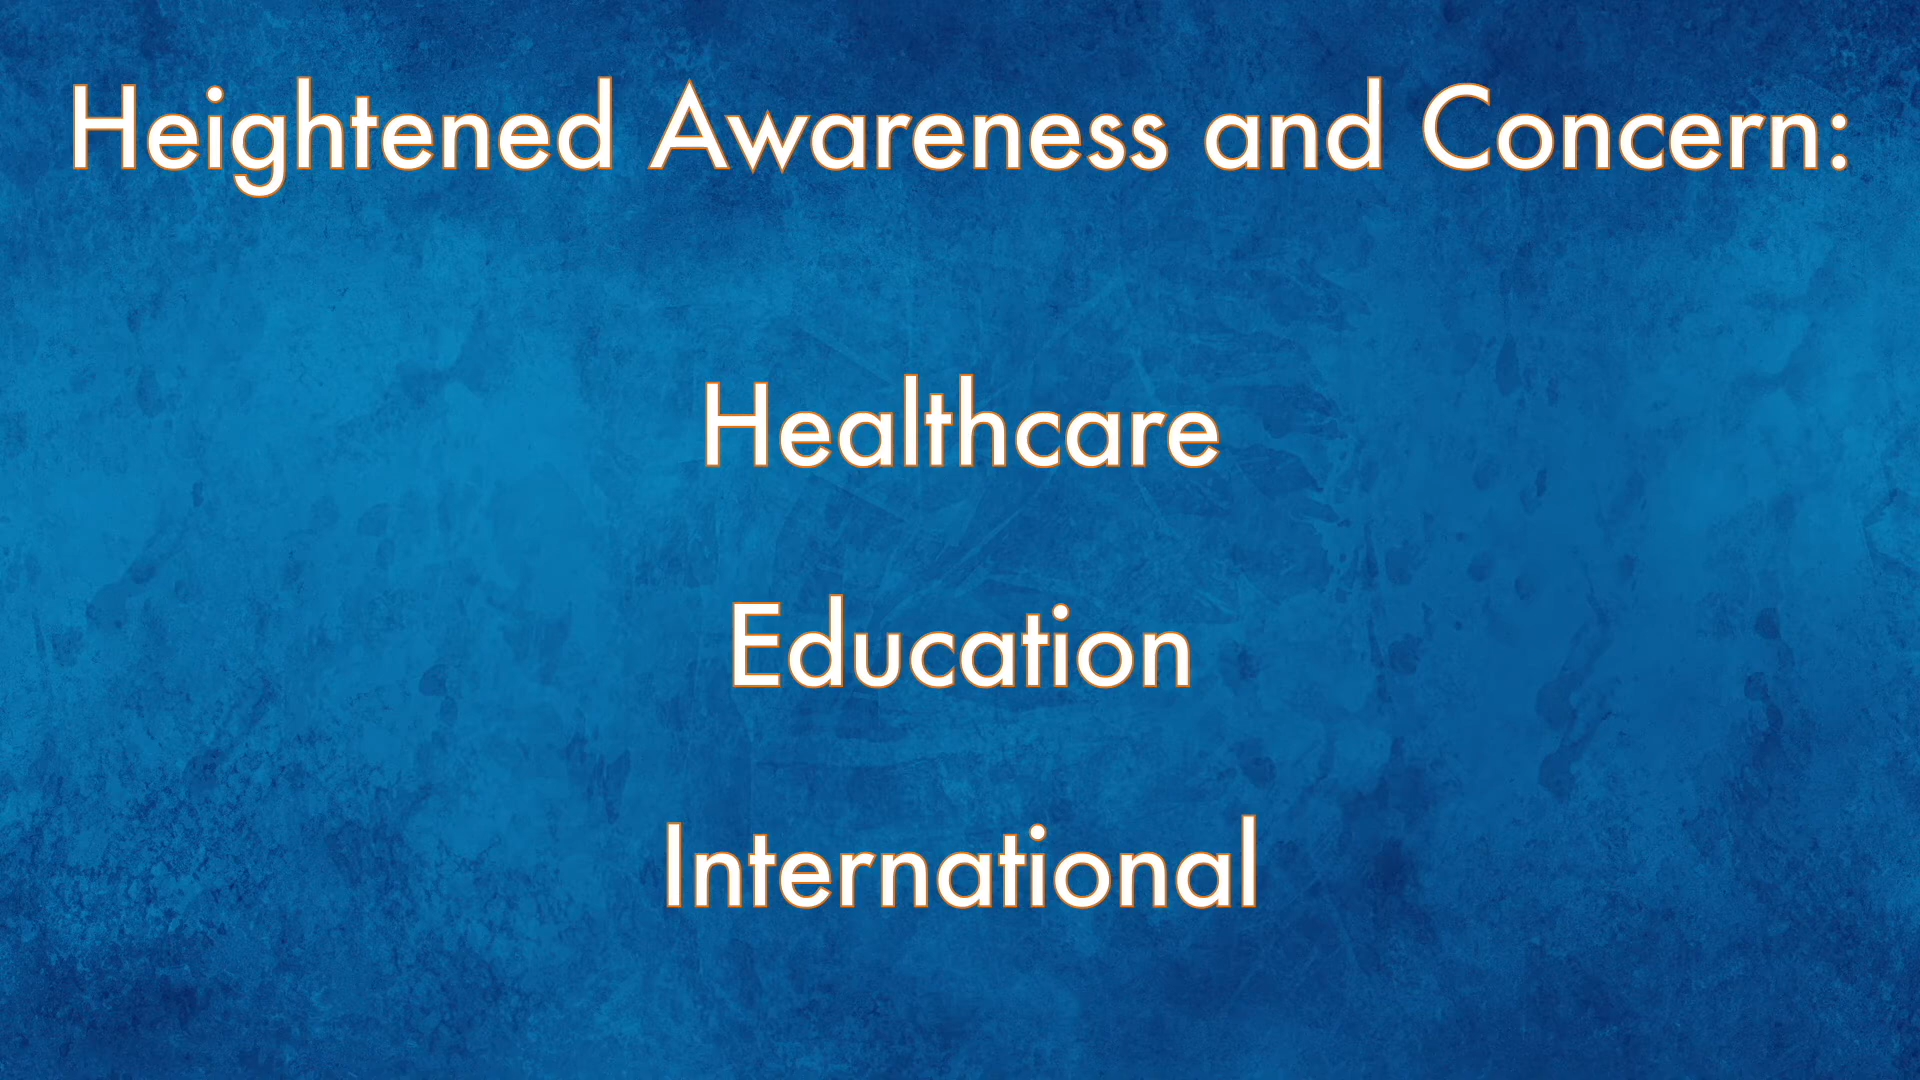 Heightened Awareness and Concern:
Healthcare
Education
International